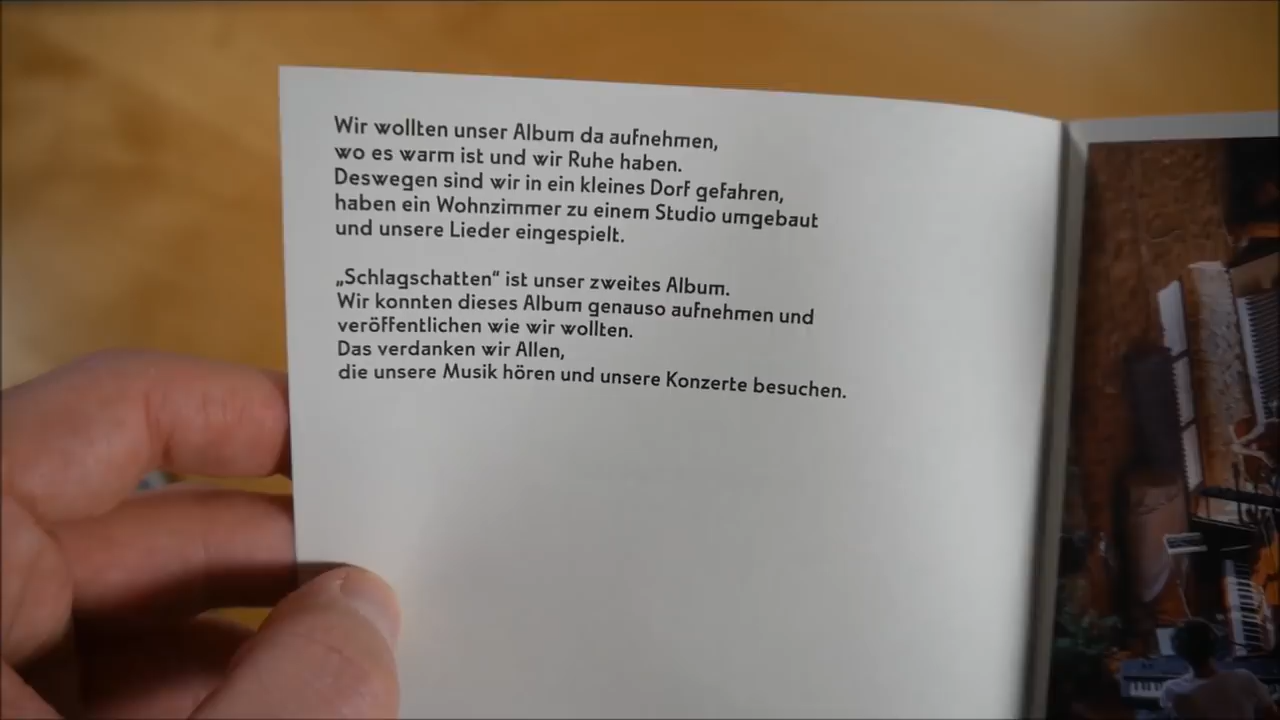 Wir wollten unser Album da aufnehmen,
wo es warm ist und wir Ruhe haben.
Deswegen sind wir in ein kleines Dorf gefahren,
haben ein Wohnzimmer zu einem Studio umgebaut
und unsere Lieder eingespielt.
„Schlagschatten“ ist unser zweites Album.
Wir konnten dieses Album genauso aufnehmen und
veröffentlichen wie wir wollten.
Das verdanken wir Allen,
die unsere Musik hören und unsere Konzerte besuchen.